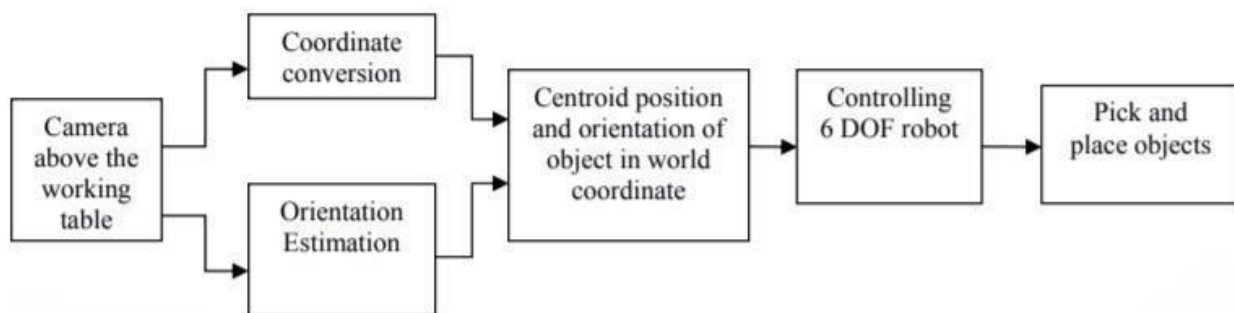 Camera
above the
working
table
Coordinate
conversion
Orientation
Estimation
Centroid position
and orientation of
object in world
coordinate
Controlling
6 DOF robot
Pick and
place objects